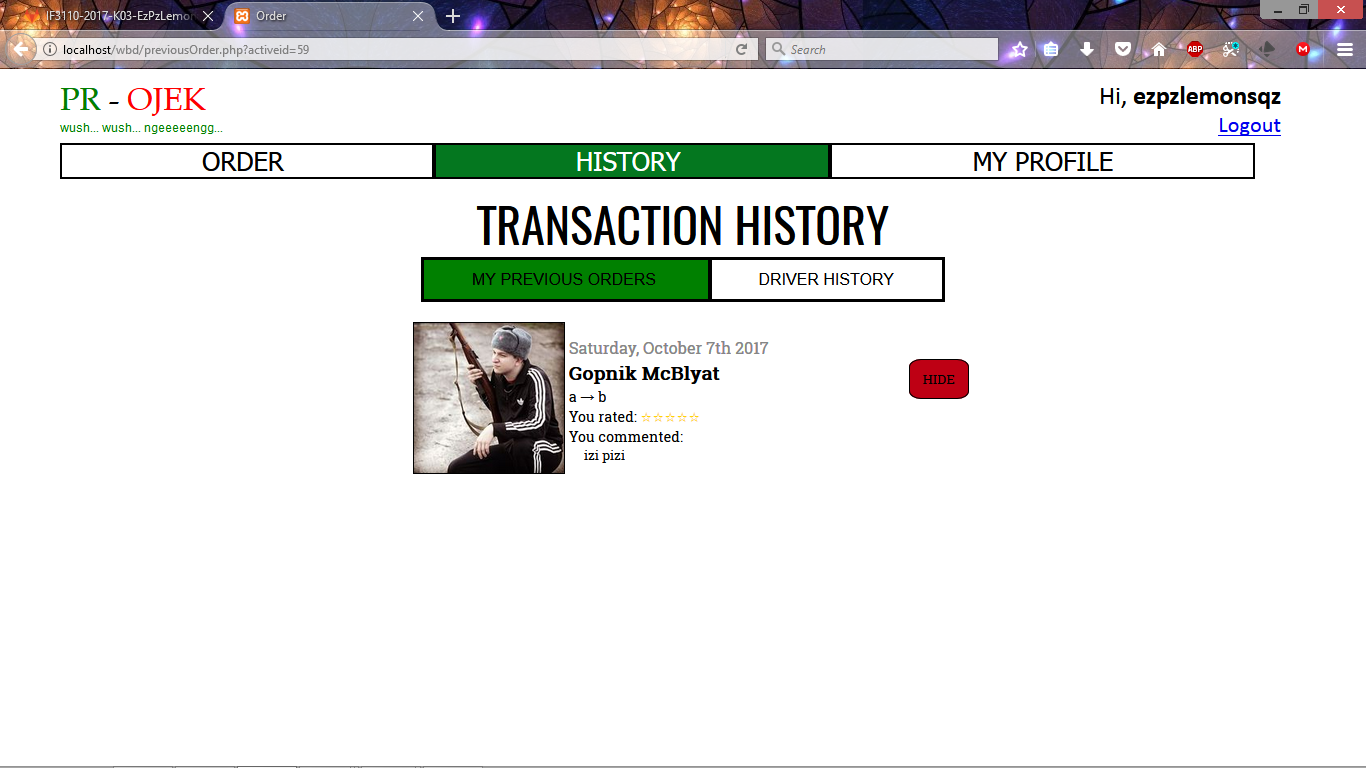 IF3110-2017-K03-EzPzLemon
Order
localhost/wbd/previousOrder.php?activeid=59
Search
ABP
M
PR - OJEK
wush... wush... ngeeeeengg...
Hi, ezpzlemonsqz
Logout
ORDER
HISTORY
MY PROFILE
TRANSACTION HISTORY
MY PREVIOUS ORDERS
DRIVER HISTORY
Saturday, October 7th 2017
Gopnik McBlyat
a → b
You rated: ☆☆☆☆☆
You commented:
izi pizi
HIDE